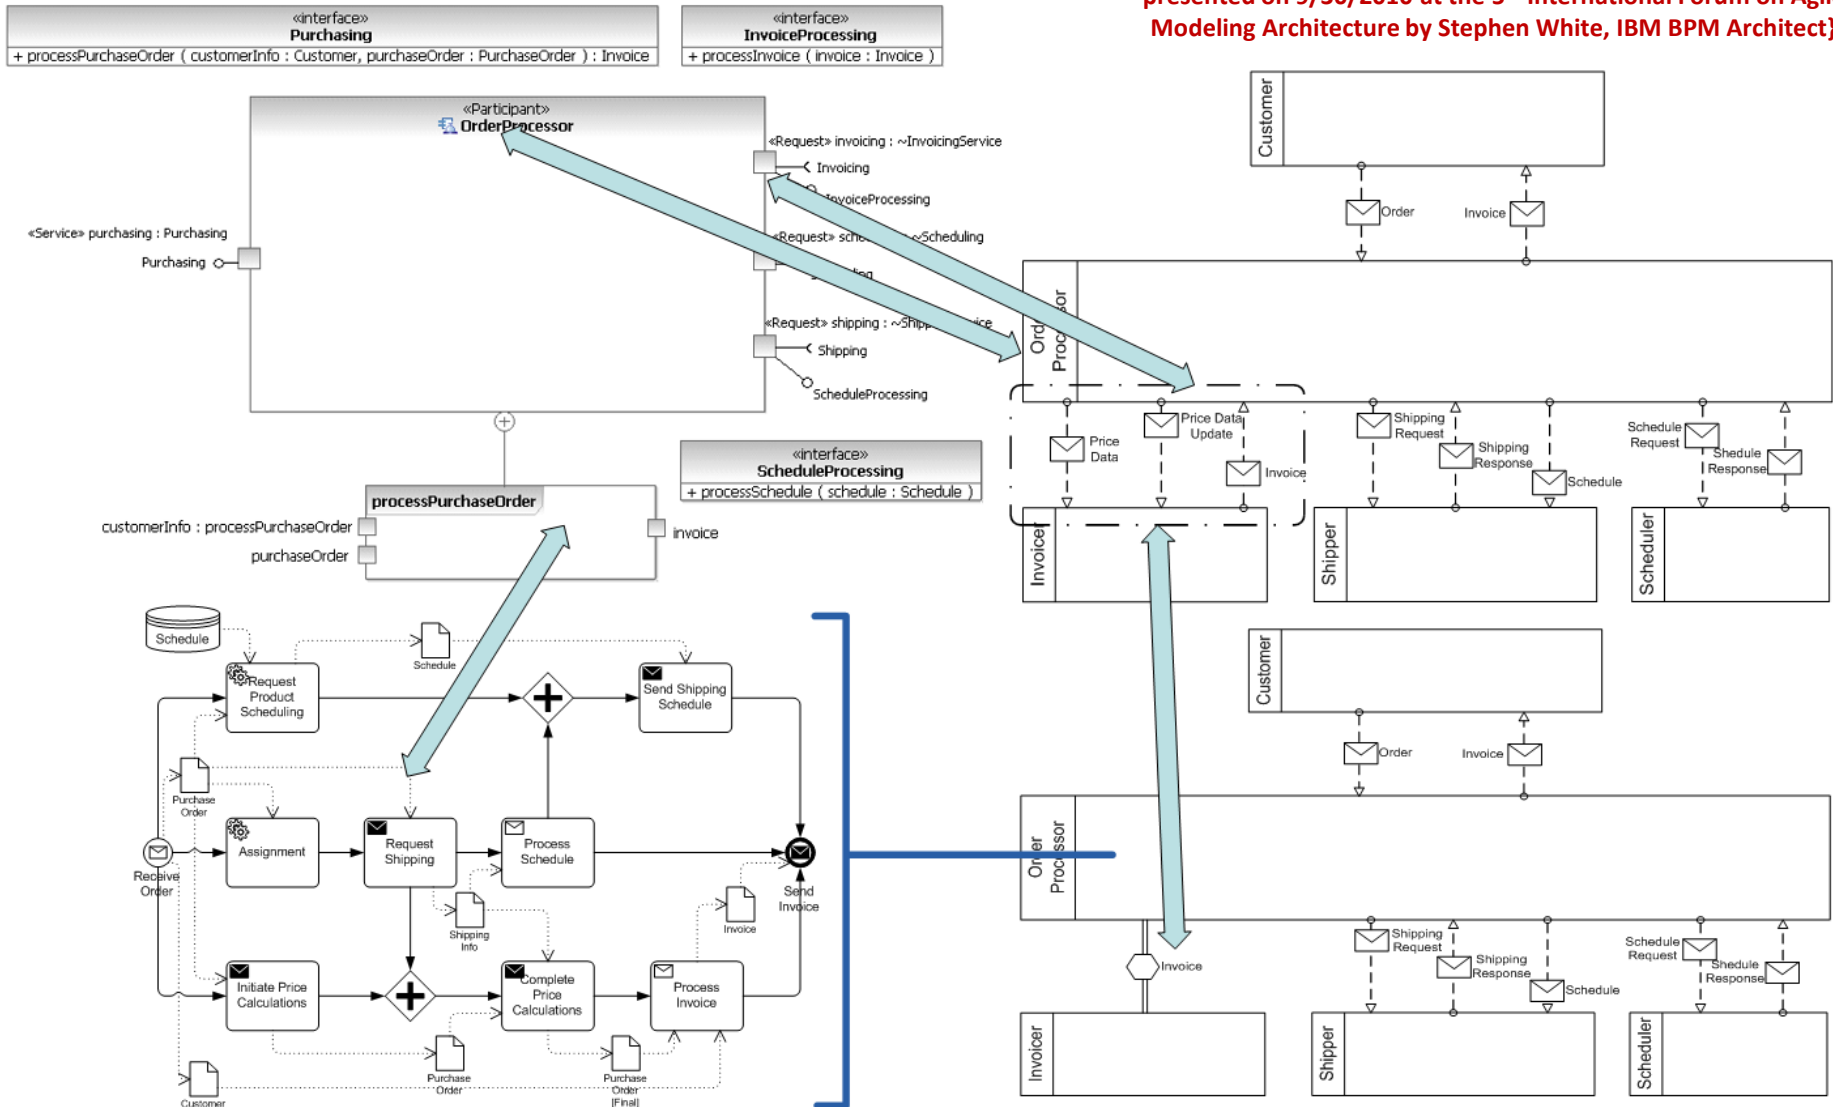 presented on 9/30/2010 at the
International Forum on
Modeling Architecture by Stephen White, IBM BPM Architect}
«interface»
Purchasing
+ processPurchaseOrder ( customerInfo : Customer, purchaseOrder : PurchaseOrder ) : Invoice
«interface»
InvoiceProcessing
+ processInvoice ( invoice : Invoice )
«Participant»
OrderProcessor
«Request» invoicing : ~InvoicingService
Invoicing
InvoiceProcessing
«Service» purchasing : Purchasing
Purchasing
«Request» ~Scheduling
«Request» shipping
Shipping
ScheduleProcessing
«interface»
ScheduleProcessing
+ processSchedule ( schedule : Schedule )
processPurchaseOrder
customerInfo : processPurchaseOrder
purchaseOrder
invoice
Schedule
Schedule
Request
Product
Scheduling
Send Shipping
Schedule
Purchase
Order
Assignment
Request
Shipping
Process
Schedule
Receive
Order
Send
Invoice
Shipping
Info
Invoice
Initiate Price
Calculations
Complete
Price
Calculations
Process
Invoice
Purchase
Order
Purchase
Order
[Final]
Customer
Customer
Order
Invoice
Order
Processor
Price
Data
Price Data
Update
Invoice
Shipping
Request
Shipping
Response
Schedule
Schedule
Request
Shedule
Response
Invoicer
Shipper
Scheduler
Customer
Order
Invoice
Order
Processor
Invoice
Shipping
Request
Shipping
Response
Schedule
Schedule
Request
Shedule
Response
Invoicer
Shipper
Scheduler